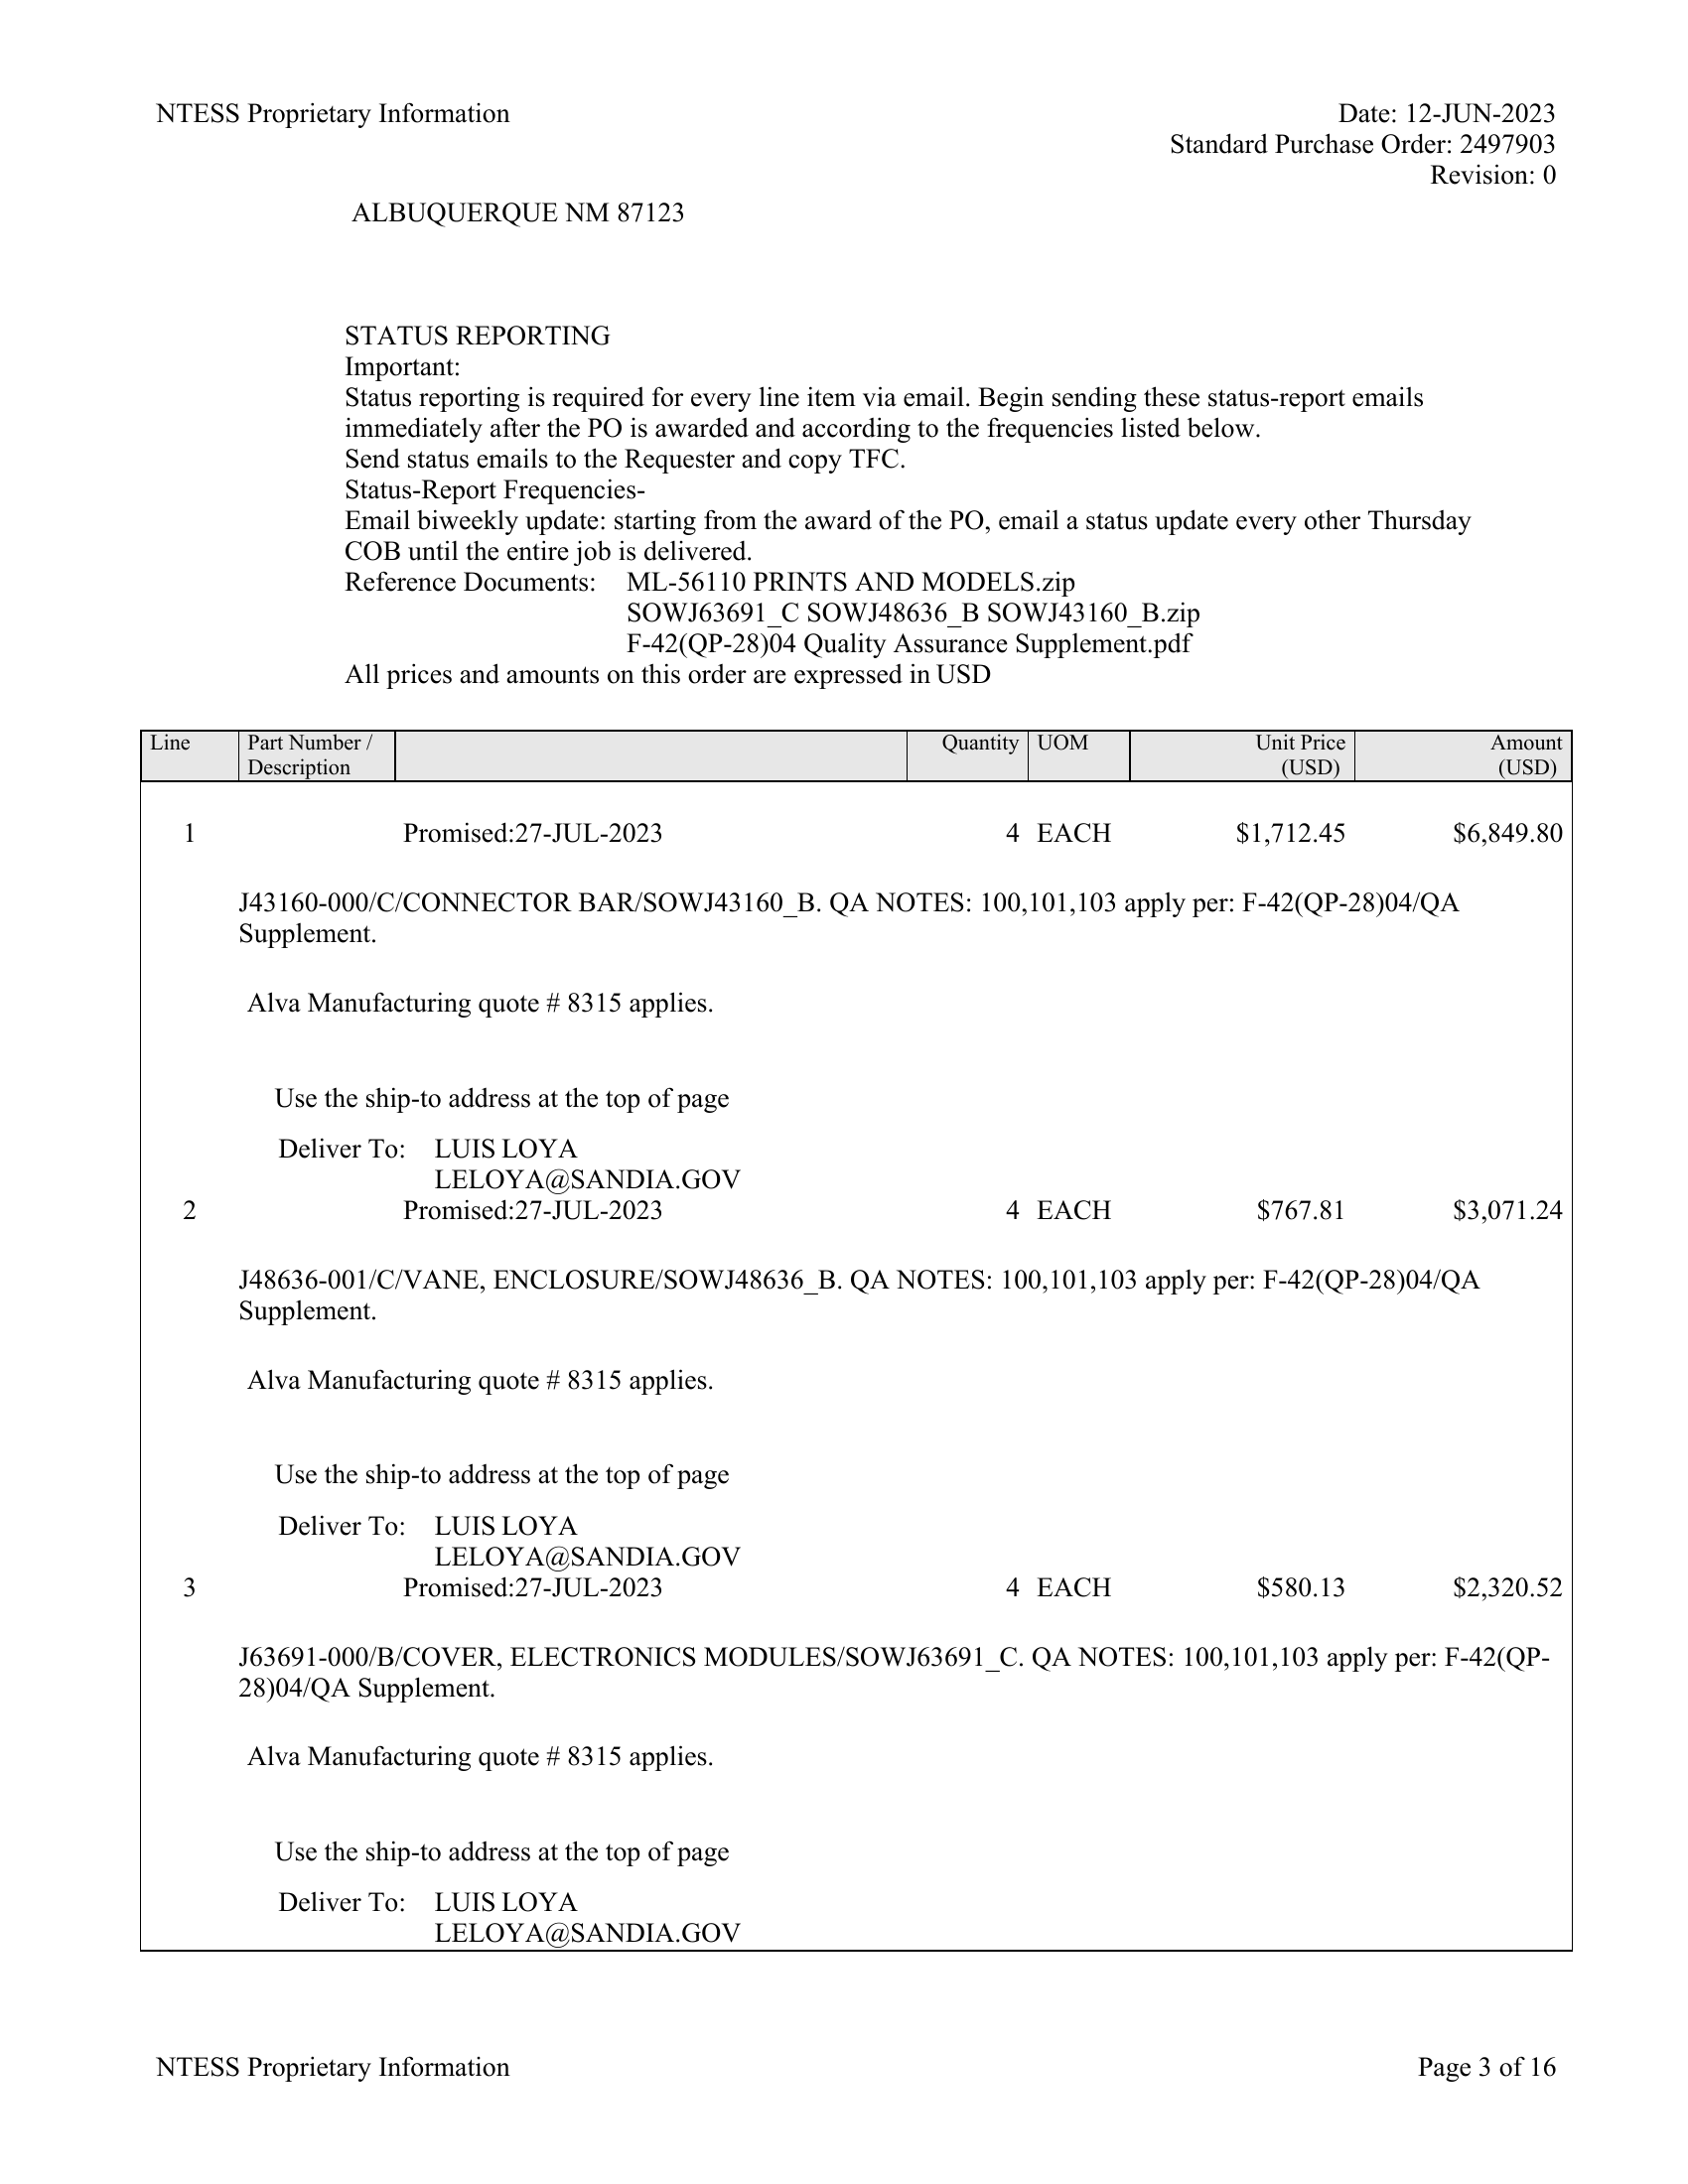 NTESS Proprietary Information
Date: 12-JUN-2023
Standard Purchase Order: 2497903
Revision: 0
ALBUQUERQUE NM 87123
STATUS REPORTING
Important:
Status reporting is required for every line item via email. Begin sending these status-report emails
immediately after the PO is awarded and according to the frequencies listed below.
Send status emails to the Requester and copy TFC.
Status-Report Frequencies-
Email biweekly update: starting from the award of the PO, email a status update every other Thursday
COB until the entire job is delivered.
Reference Documents: ML-56110 PRINTS AND MODELS.zip
SOWJ63691_C SOWJ48636_B SOWJ43160_B.zip
F-42(QP-28)04 Quality Assurance Supplement.pdf
All prices and amounts on this order are expressed in USD
Line Part Number / Quantity UOM Unit Price Amount
Description (USD) (USD)
1 Promised:27-JUL-2023 4 EACH $1,712.45 $6,849.80
J43160-000/C/CONNECTOR BAR/SOWJ43160_B. QA NOTES: 100,101,103 apply per: F-42(QP-28)04/QA
Supplement.
Alva Manufacturing quote # 8315 applies.
Use the ship-to address at the top of page
Deliver To: LUIS LOYA
LELOYA@SANDIA.GOV
2 Promised:27-JUL-2023 4 EACH $767.81 $3,071.24
J48636-001/C/VANE, ENCLOSURE/SOWJ48636_B. QA NOTES: 100,101,103 apply per: F-42(QP-28)04/QA
Supplement.
Alva Manufacturing quote # 8315 applies.
Use the ship-to address at the top of page
Deliver To: LUIS LOYA
LELOYA@SANDIA.GOV
3 Promised:27-JUL-2023 4 EACH $580.13 $2,320.52
J63691-000/B/COVER, ELECTRONICS MODULES/SOWJ63691_C. QA NOTES: 100,101,103 apply per: F-42(QP-
28)04/QA Supplement.
Alva Manufacturing quote # 8315 applies.
Use the ship-to address at the top of page
Deliver To: LUIS LOYA
LELOYA@SANDIA.GOV
NTESS Proprietary Information
Page 3 of 16